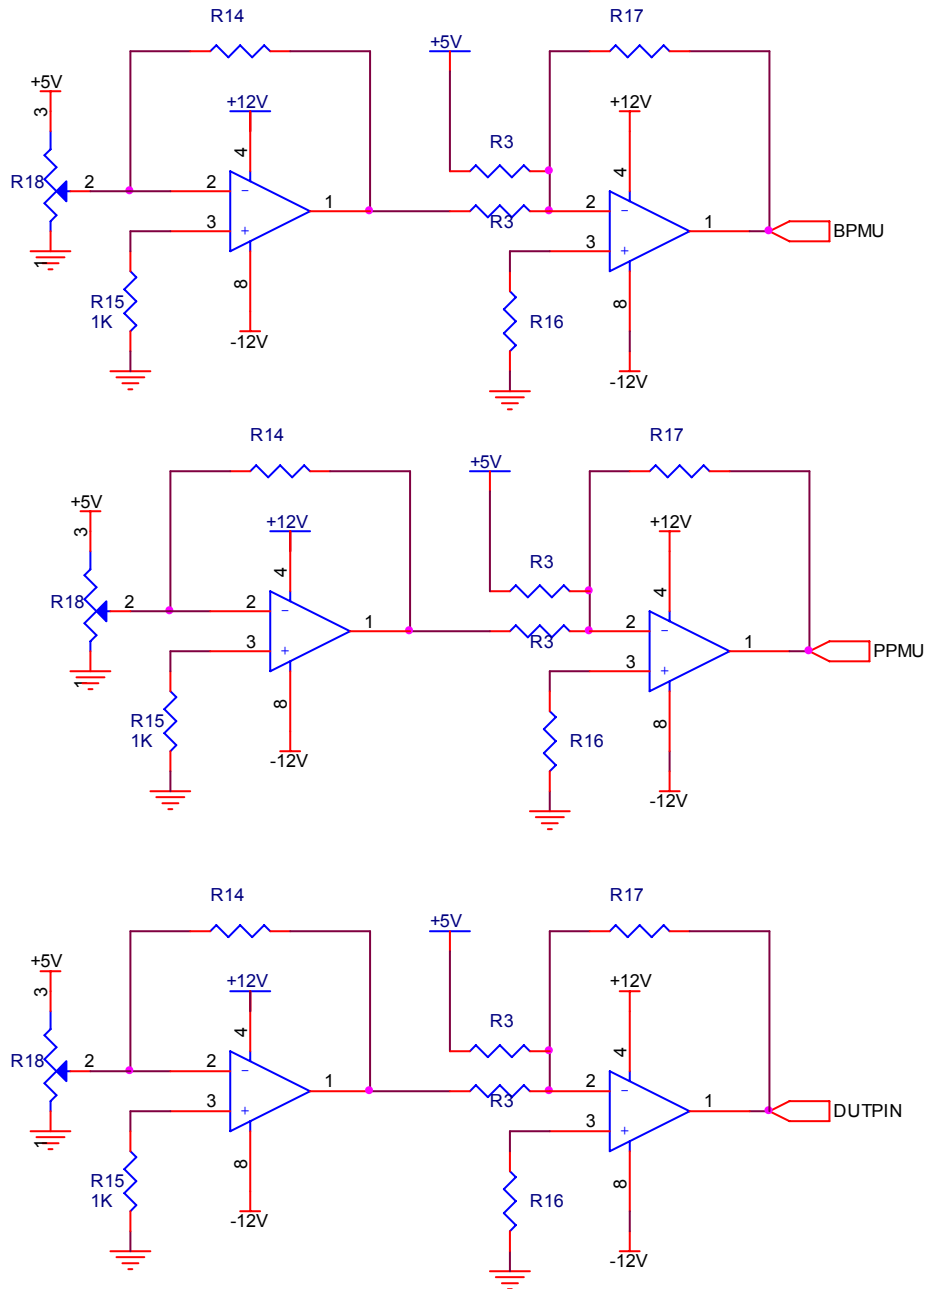 R14
R17
+5V
+5V
+12V
+12V
3
R3
4
4
R18
2
2
−
1
R3
2
−
1
BPMU
3
+
3
+
1
8
8
R15
1K
R16
-12V
-12V
R14
R17
+5V
+5V
+12V
+12V
3
R3
4
4
R18
2
2
−
1
R3
2
−
1
PPMU
3
+
3
+
1
8
8
R15
1K
R16
-12V
-12V
R14
R17
+5V
+5V
+12V
+12V
3
R3
4
4
R18
2
2
−
1
R3
2
−
1
DUTPIN
3
+
3
+
1
8
8
R15
1K
R16
-12V
-12V